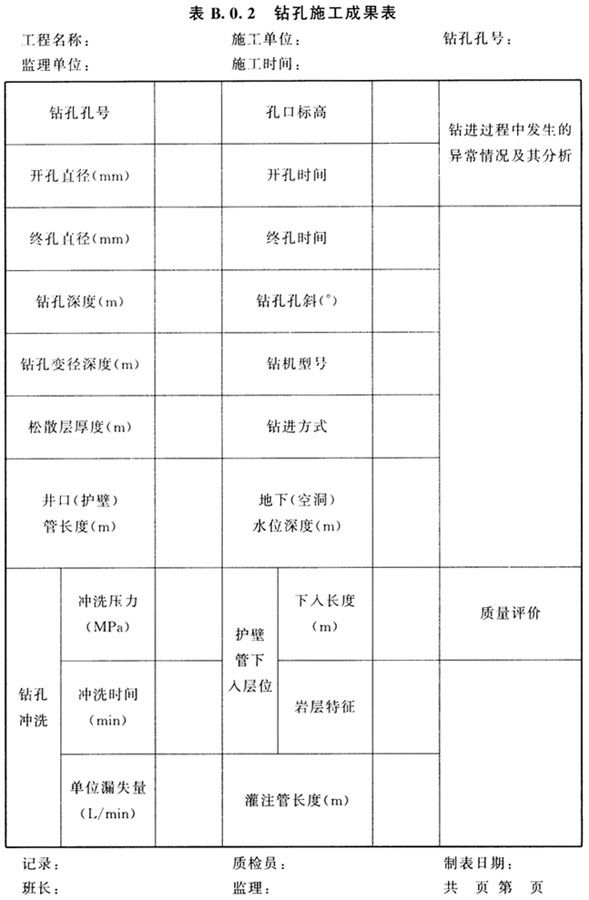 表 B.0.2 钻孔施工成果表
工程名称: 施工单位: 钻孔孔号:
监理单位: 施工时间:
钻孔孔号 孔口标高 钻进过程中发生的
异常情况及其分析
开孔直径(mm) 开孔时间
终孔直径(mm) 终孔时间
钻孔深度(m) 钻孔孔斜(°)
钻孔变径深度(m) 钻机型号
松散层厚度(m) 钻进方式
井口(护壁)
管长度(m)
地下(空洞)
水位深度(m)
钻孔
冲洗
冲洗压力
(MPa)
护壁
管下
入层位
下入长度
(m)
质量评价
冲洗时间
(min)
岩层特征
单位漏失量
(L/min)
灌注管长度(m)
记录: 质检员: 制表日期:
班长: 监理: 共 页 第 页